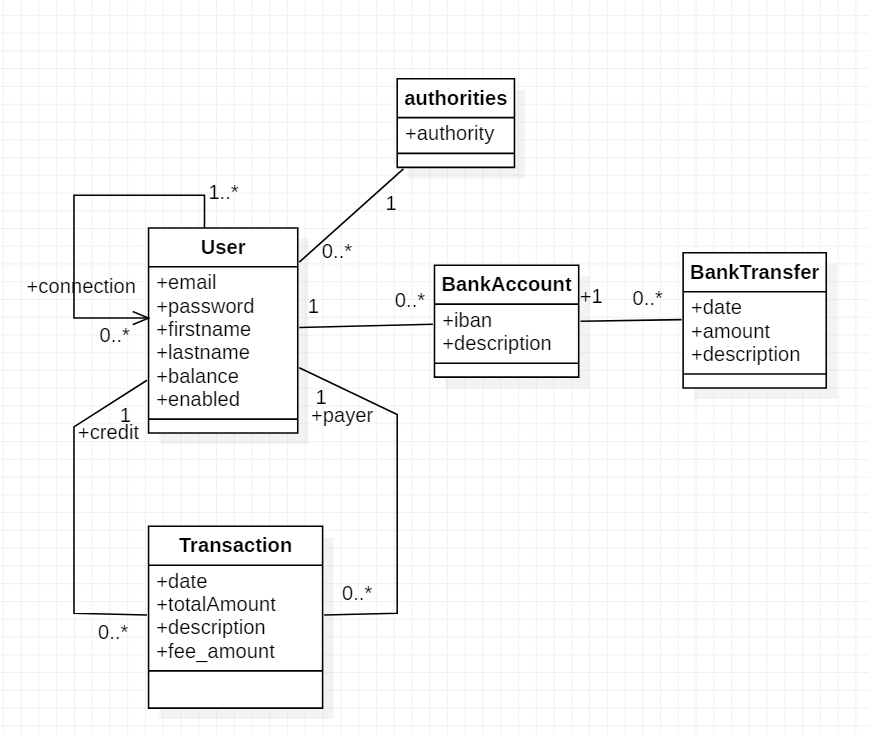 authorities
+authority
1
0..*
1..*
+connection
0..*
User
+email
+password
+firstname
+lastname
+balance
+enabled
1
0..*
BankAccount
+iban
+description
+1
0..*
BankTransfer
+date
+amount
+description
1
+credit
1
+payer
Transaction
+date
+totalAmount
+description
+fee_amount
0..*
0..*